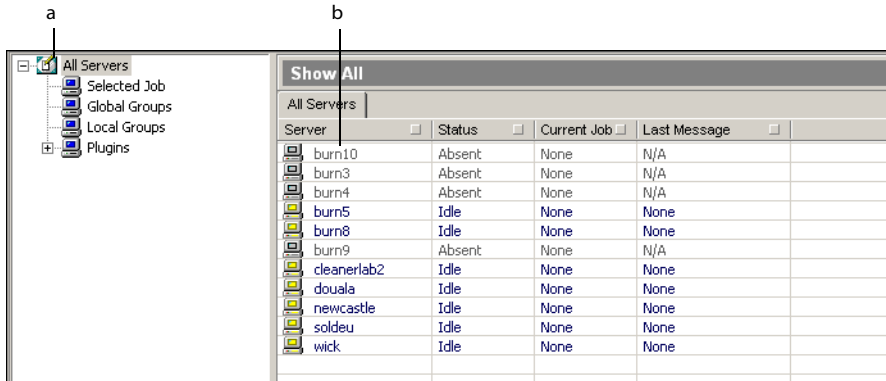 a b
All Servers
Selected Job
Global Groups
Local Groups
Plugins
Show All
All Servers
Server Status Current Job Last Message
burn10 Absent None N/A
burn3 Absent None N/A
burn4 Absent None N/A
burn5 Idle None None
burn8 Idle None None
burn9 Absent None N/A
cleanerlab2 Idle None None
douala Idle None None
newcastle Idle None None
soldeu Idle None None
wick Idle None None